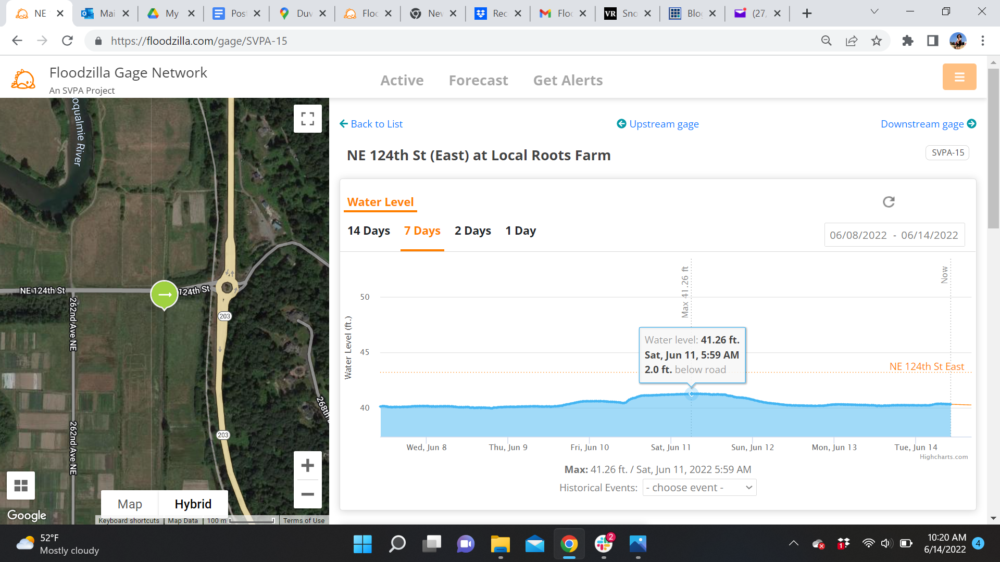 NE
Mai
My
Pos
Duv
Floo
Nev
Rec
Floo
VR Sno
Blo
(27,
https://floodzilla.com/gage/SVPA-15
Floodzilla Gage Network
An SVPA Project
Active
Forecast
Get Alerts
oqualmie River
NE 124th St
124th St
262nd Ave NE
203
203
262nd Ave NE
268th
Map
Hybrid
Google
Keyboard shortcuts
Map Data
100 m
Terms of Use
Back to List
Upstream gage
Downstream gage
NE 124th St (East) at Local Roots Farm
SVPA-15
Water Level
14 Days
7 Days
2 Days
1 Day
06/08/2022 - 06/14/2022
Max 41.26 ft
Now
Water Level (ft.)
50
45
40
Water level: 41.26 ft.
Sat, Jun 11, 5:59 AM
2.0 ft. below road
NE 124th St East
Wed, Jun 8
Thu, Jun 9
Fri, Jun 10
Sat, Jun 11
Sun, Jun 12
Mon, Jun 13
Tue, Jun 14
Highcharts.com
Max: 41.26 ft. / Sat, Jun 11, 2022 5:59 AM
Historical Events: - choose event -
52°F
Mostly cloudy
2
1
10:20 AM
6/14/2022
4